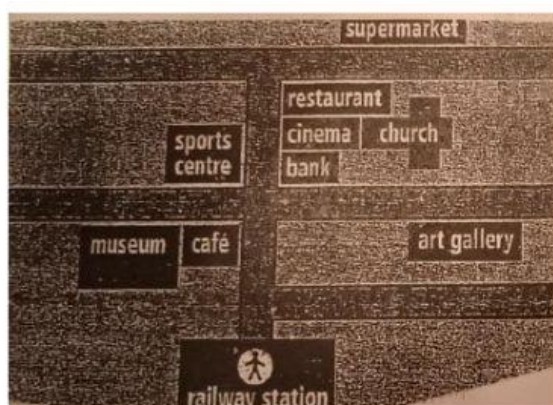 supermarket
restaurant
cinema church
sports
centre
bank
museum café
art gallery
railway station